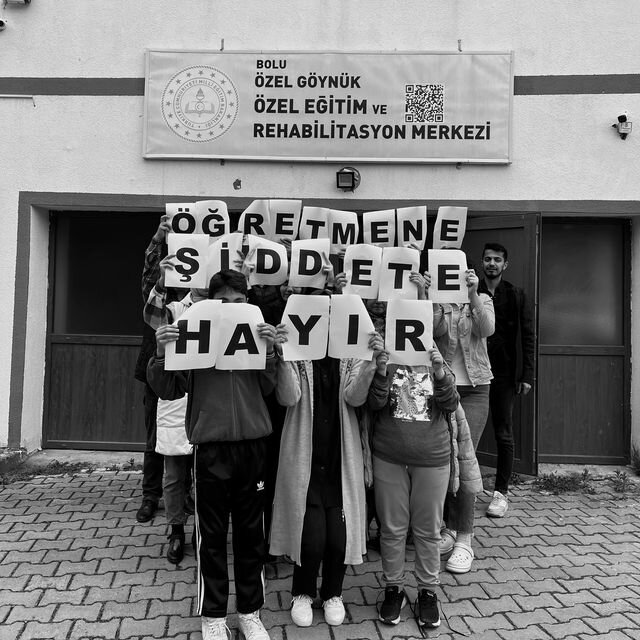 BOLU
ÖZEL GÖYNÜK
ÖZEL EĞİTİM VE
REHABİLİTASYON MERKEZİ
ÖĞRETMENE
ŞİDDETE
HAYIR